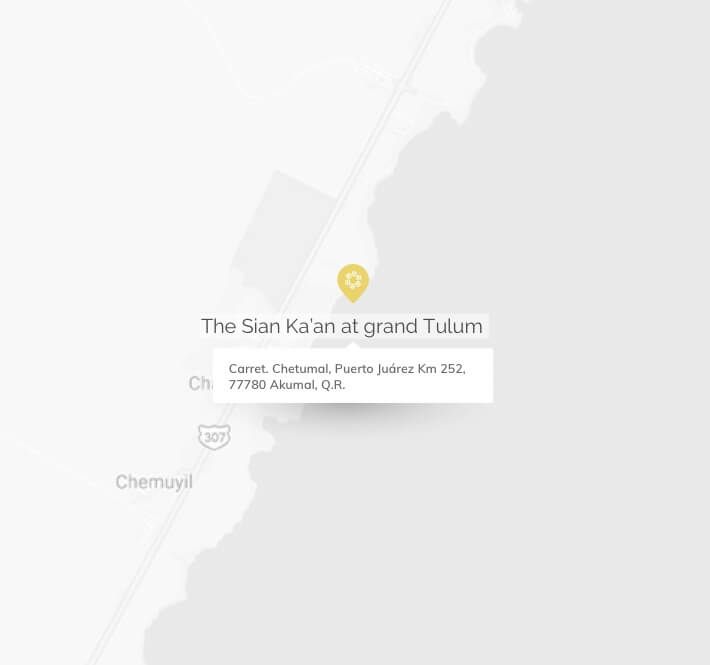 The Sian Ka'an at grand Tulum
Carret. Chetumal, Puerto Juárez Km 252,
77780 Akumal, Q.R.
307
Chemuyil